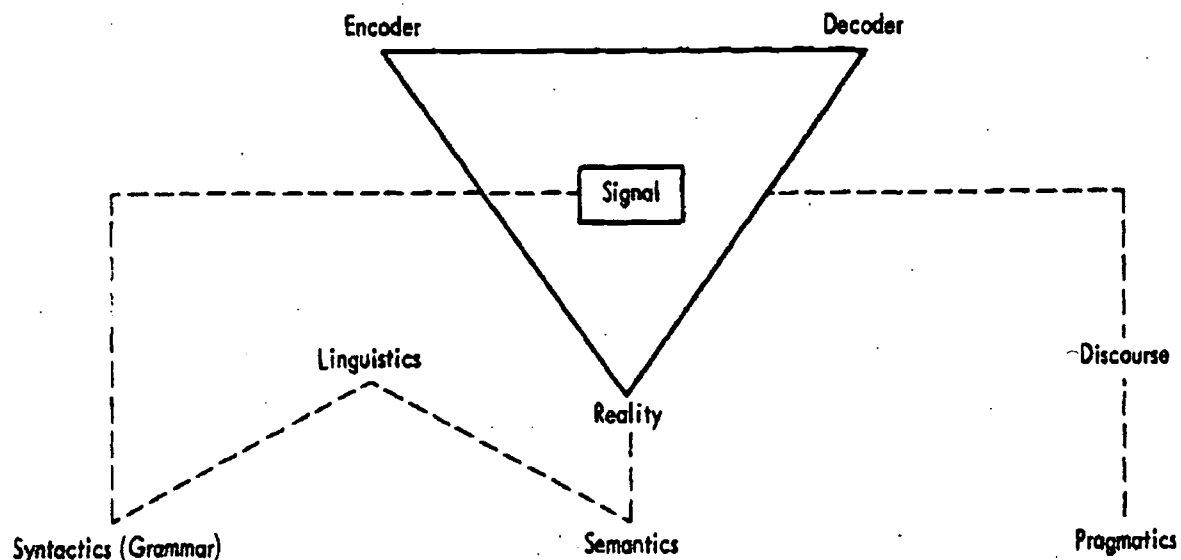 Encoder
Decoder
Signal
Linguistics
Discourse
Reality
Syntactics (Grammar)
Semantics
Pragmatics